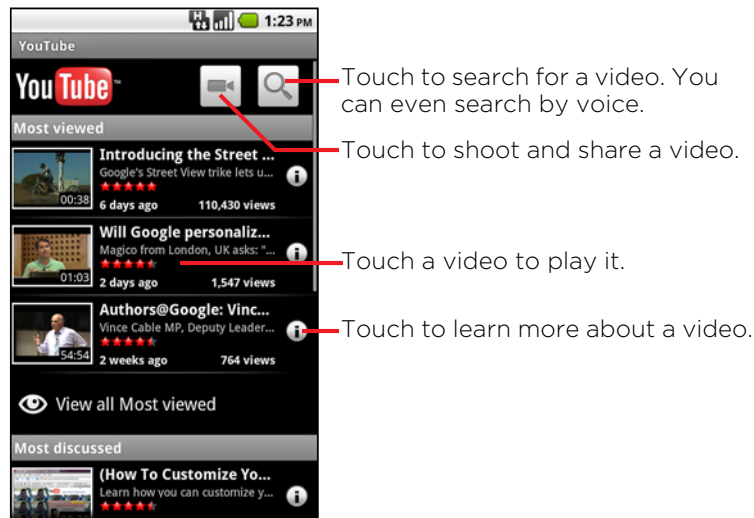 1:23 PM
YouTube
YouTube™
Touch to search for a video. You
can even search by voice.
Touch to shoot and share a video.
Most viewed
Introducing the Street ...
Google's Street View trike lets u...
00:38
6 days ago 110,430 views
Will Google personaliz...
Magico from London, UK asks: "...
01:03
2 days ago 1,547 views
Touch a video to play it.
Authors@Google: Vinc...
Vince Cable MP, Deputy Leader...
54:54
2 weeks ago 764 views
Touch to learn more about a video.
View all Most viewed
Most discussed
(How To Customize Yo...
Learn how you can customize y...